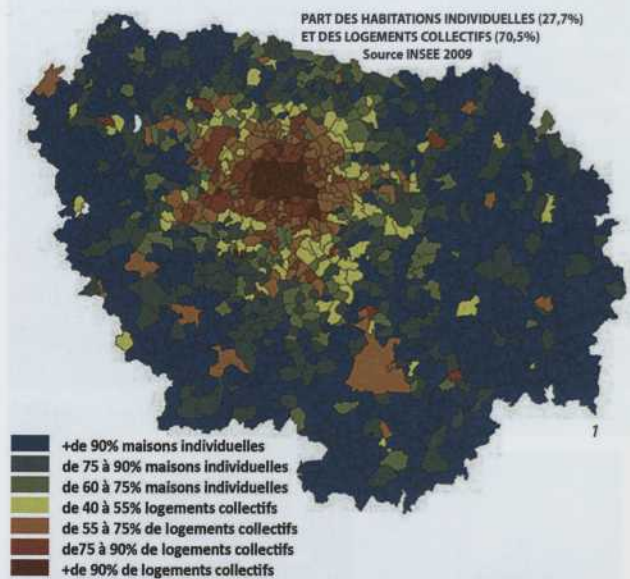 PART DES HABITATIONS INDIVIDUELLES (27,7%)
ET DES LOGEMENTS COLLECTIFS (70,5%)
Source INSEE 2009
1
+de 90% maisons individuelles
de 75 à 90% maisons individuelles
de 60 à 75% maisons individuelles
de 40 à 55% logements collectifs
de 55 à 75% de logements collectifs
de75 à 90% de logements collectifs
+de 90% de logements collectifs